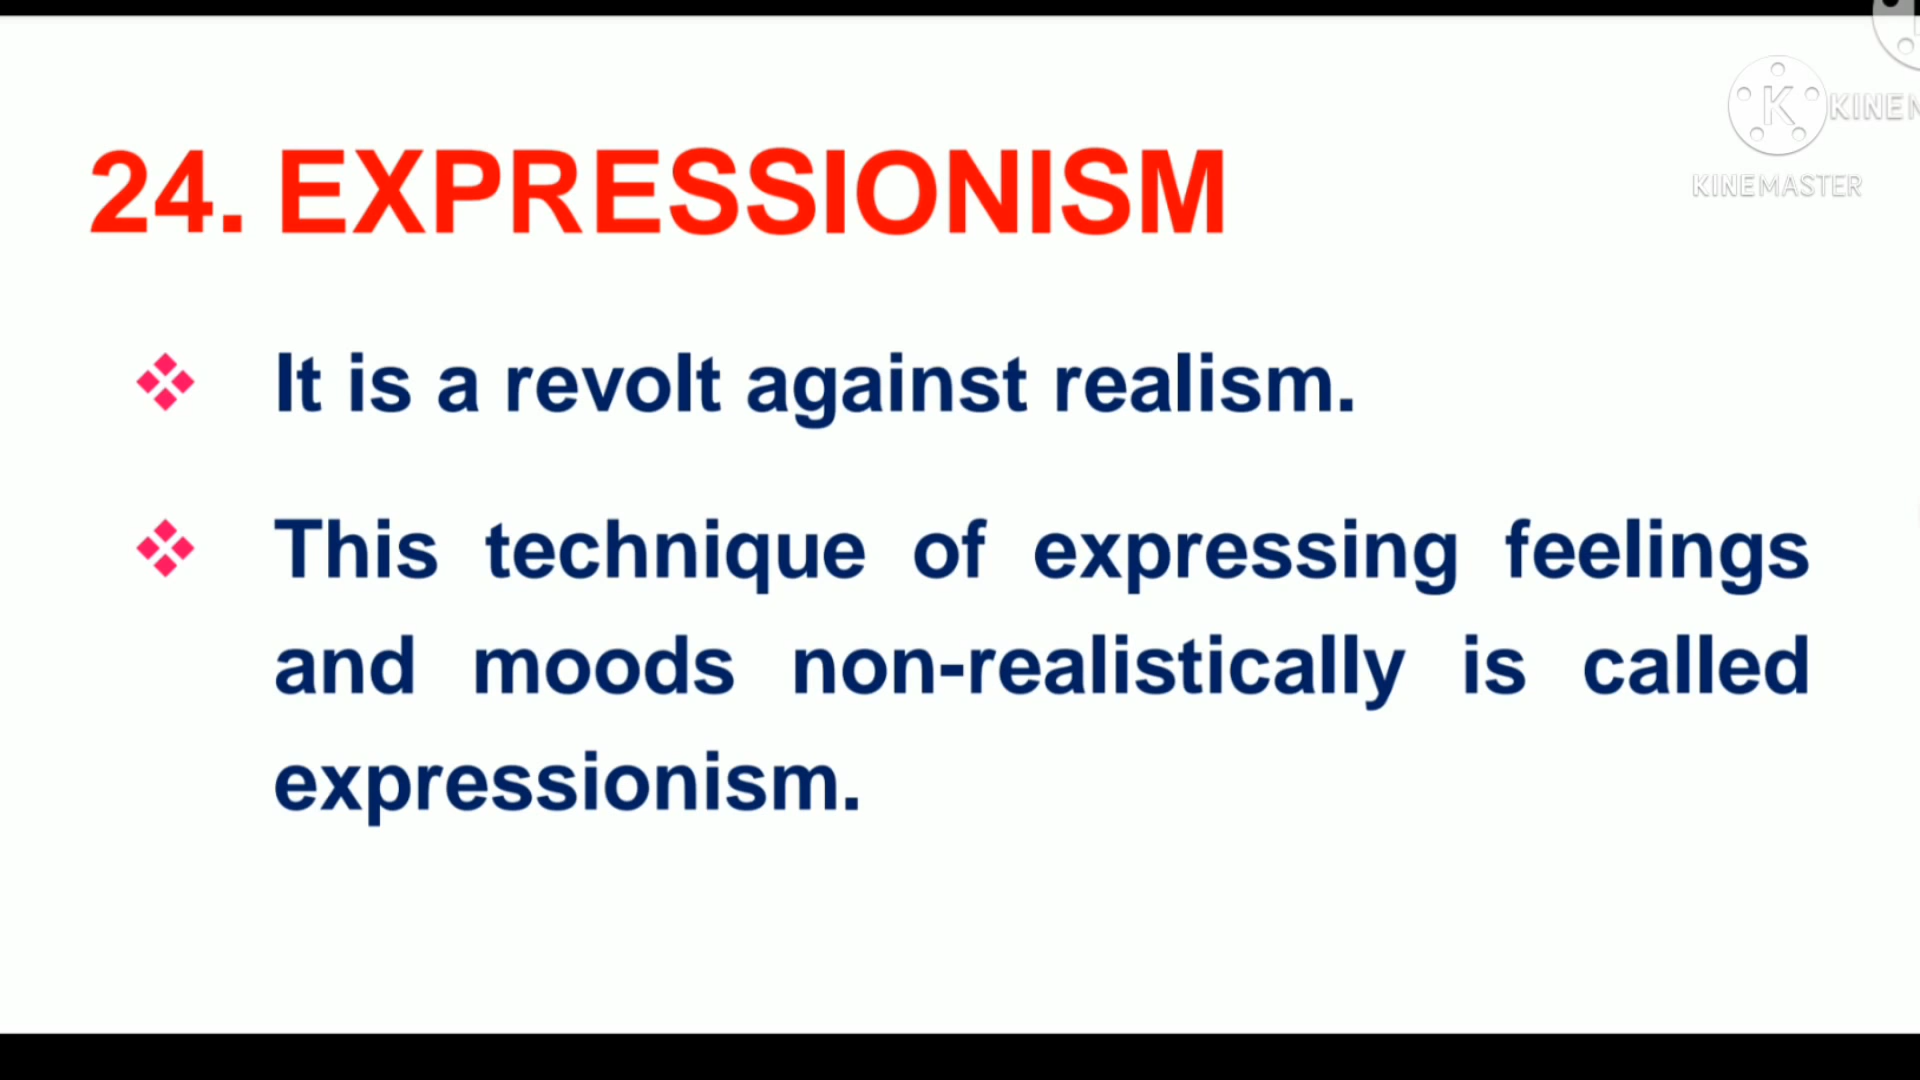 KINEM
KINEMASTER
24. EXPRESSIONISM
It is a revolt against realism.
This technique of expressing feelings
and moods non-realistically is called
expressionism.